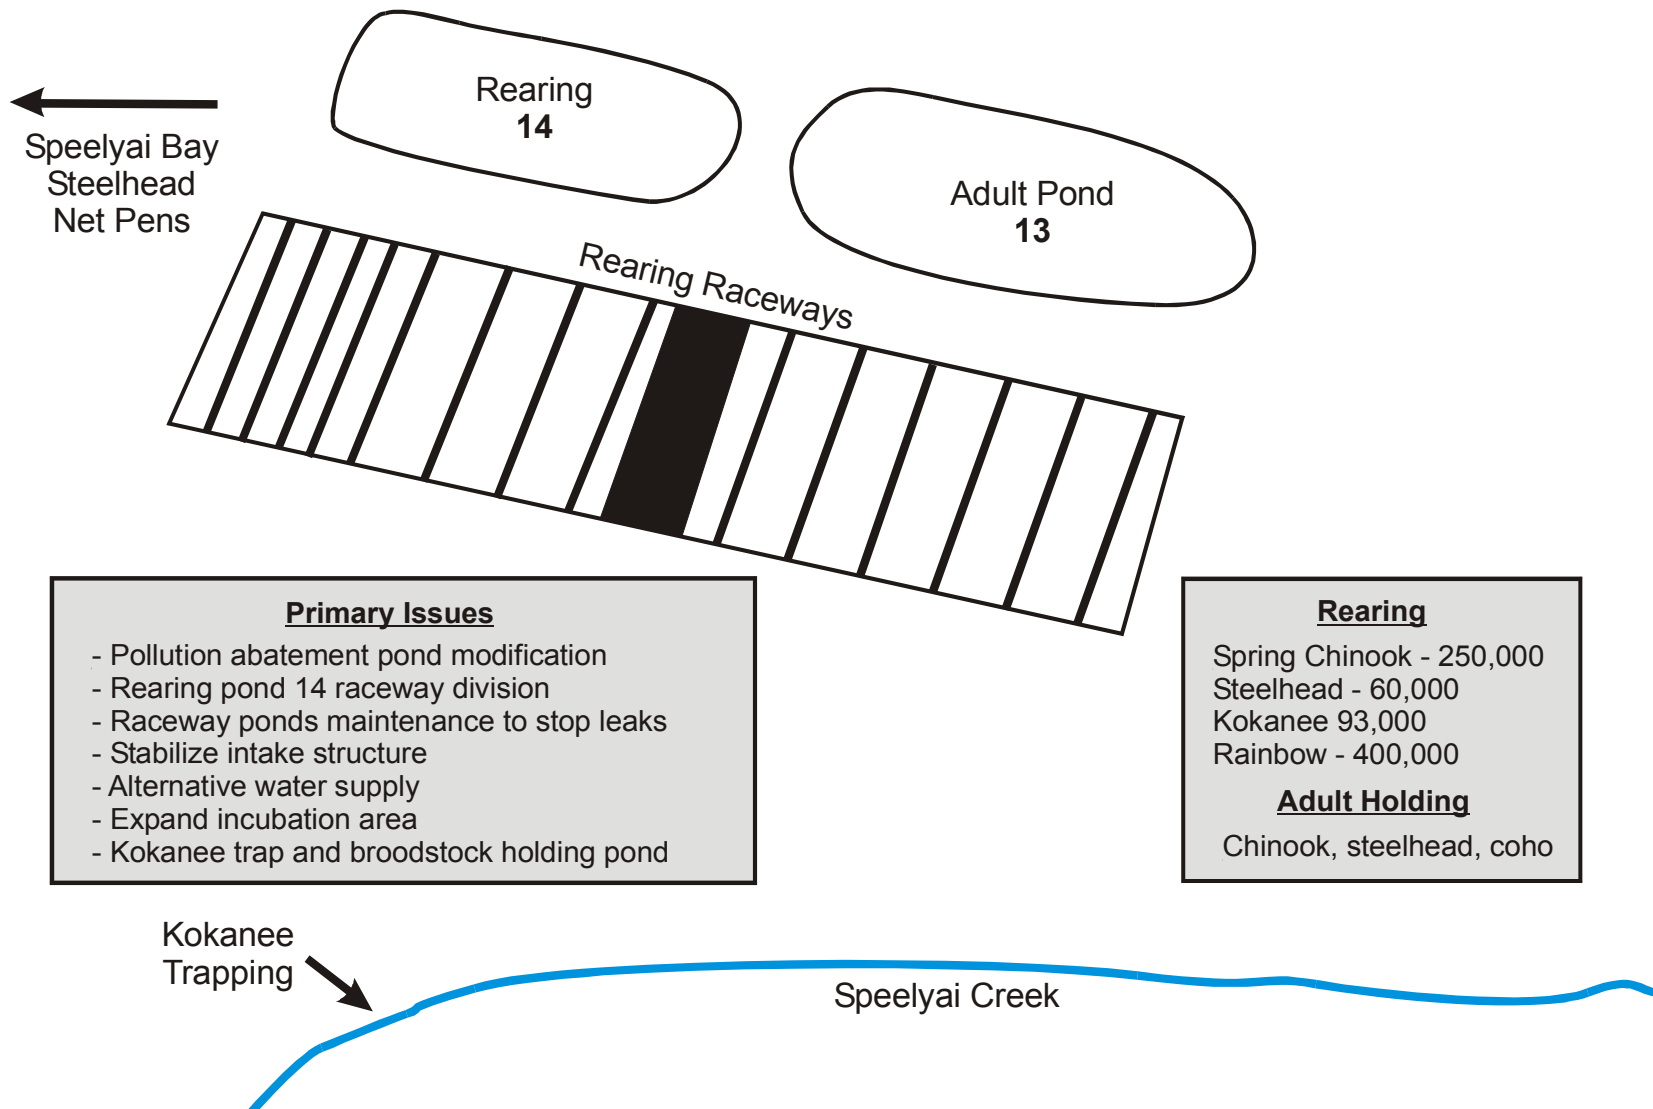 Rearing
14
Speelyai Bay
Steelhead
Net Pens
Adult Pond
13
Rearing Raceways
Primary Issues
- Pollution abatement pond modification
- Rearing pond 14 raceway division
- Raceway ponds maintenance to stop leaks
- Stabilize intake structure
- Alternative water supply
- Expand incubation area
- Kokanee trap and broodstock holding pond
Rearing
Spring Chinook - 250,000
Steelhead - 60,000
Kokanee 93,000
Rainbow - 400,000
Adult Holding
Chinook, steelhead, coho
Kokanee
Trapping
Speelyai Creek